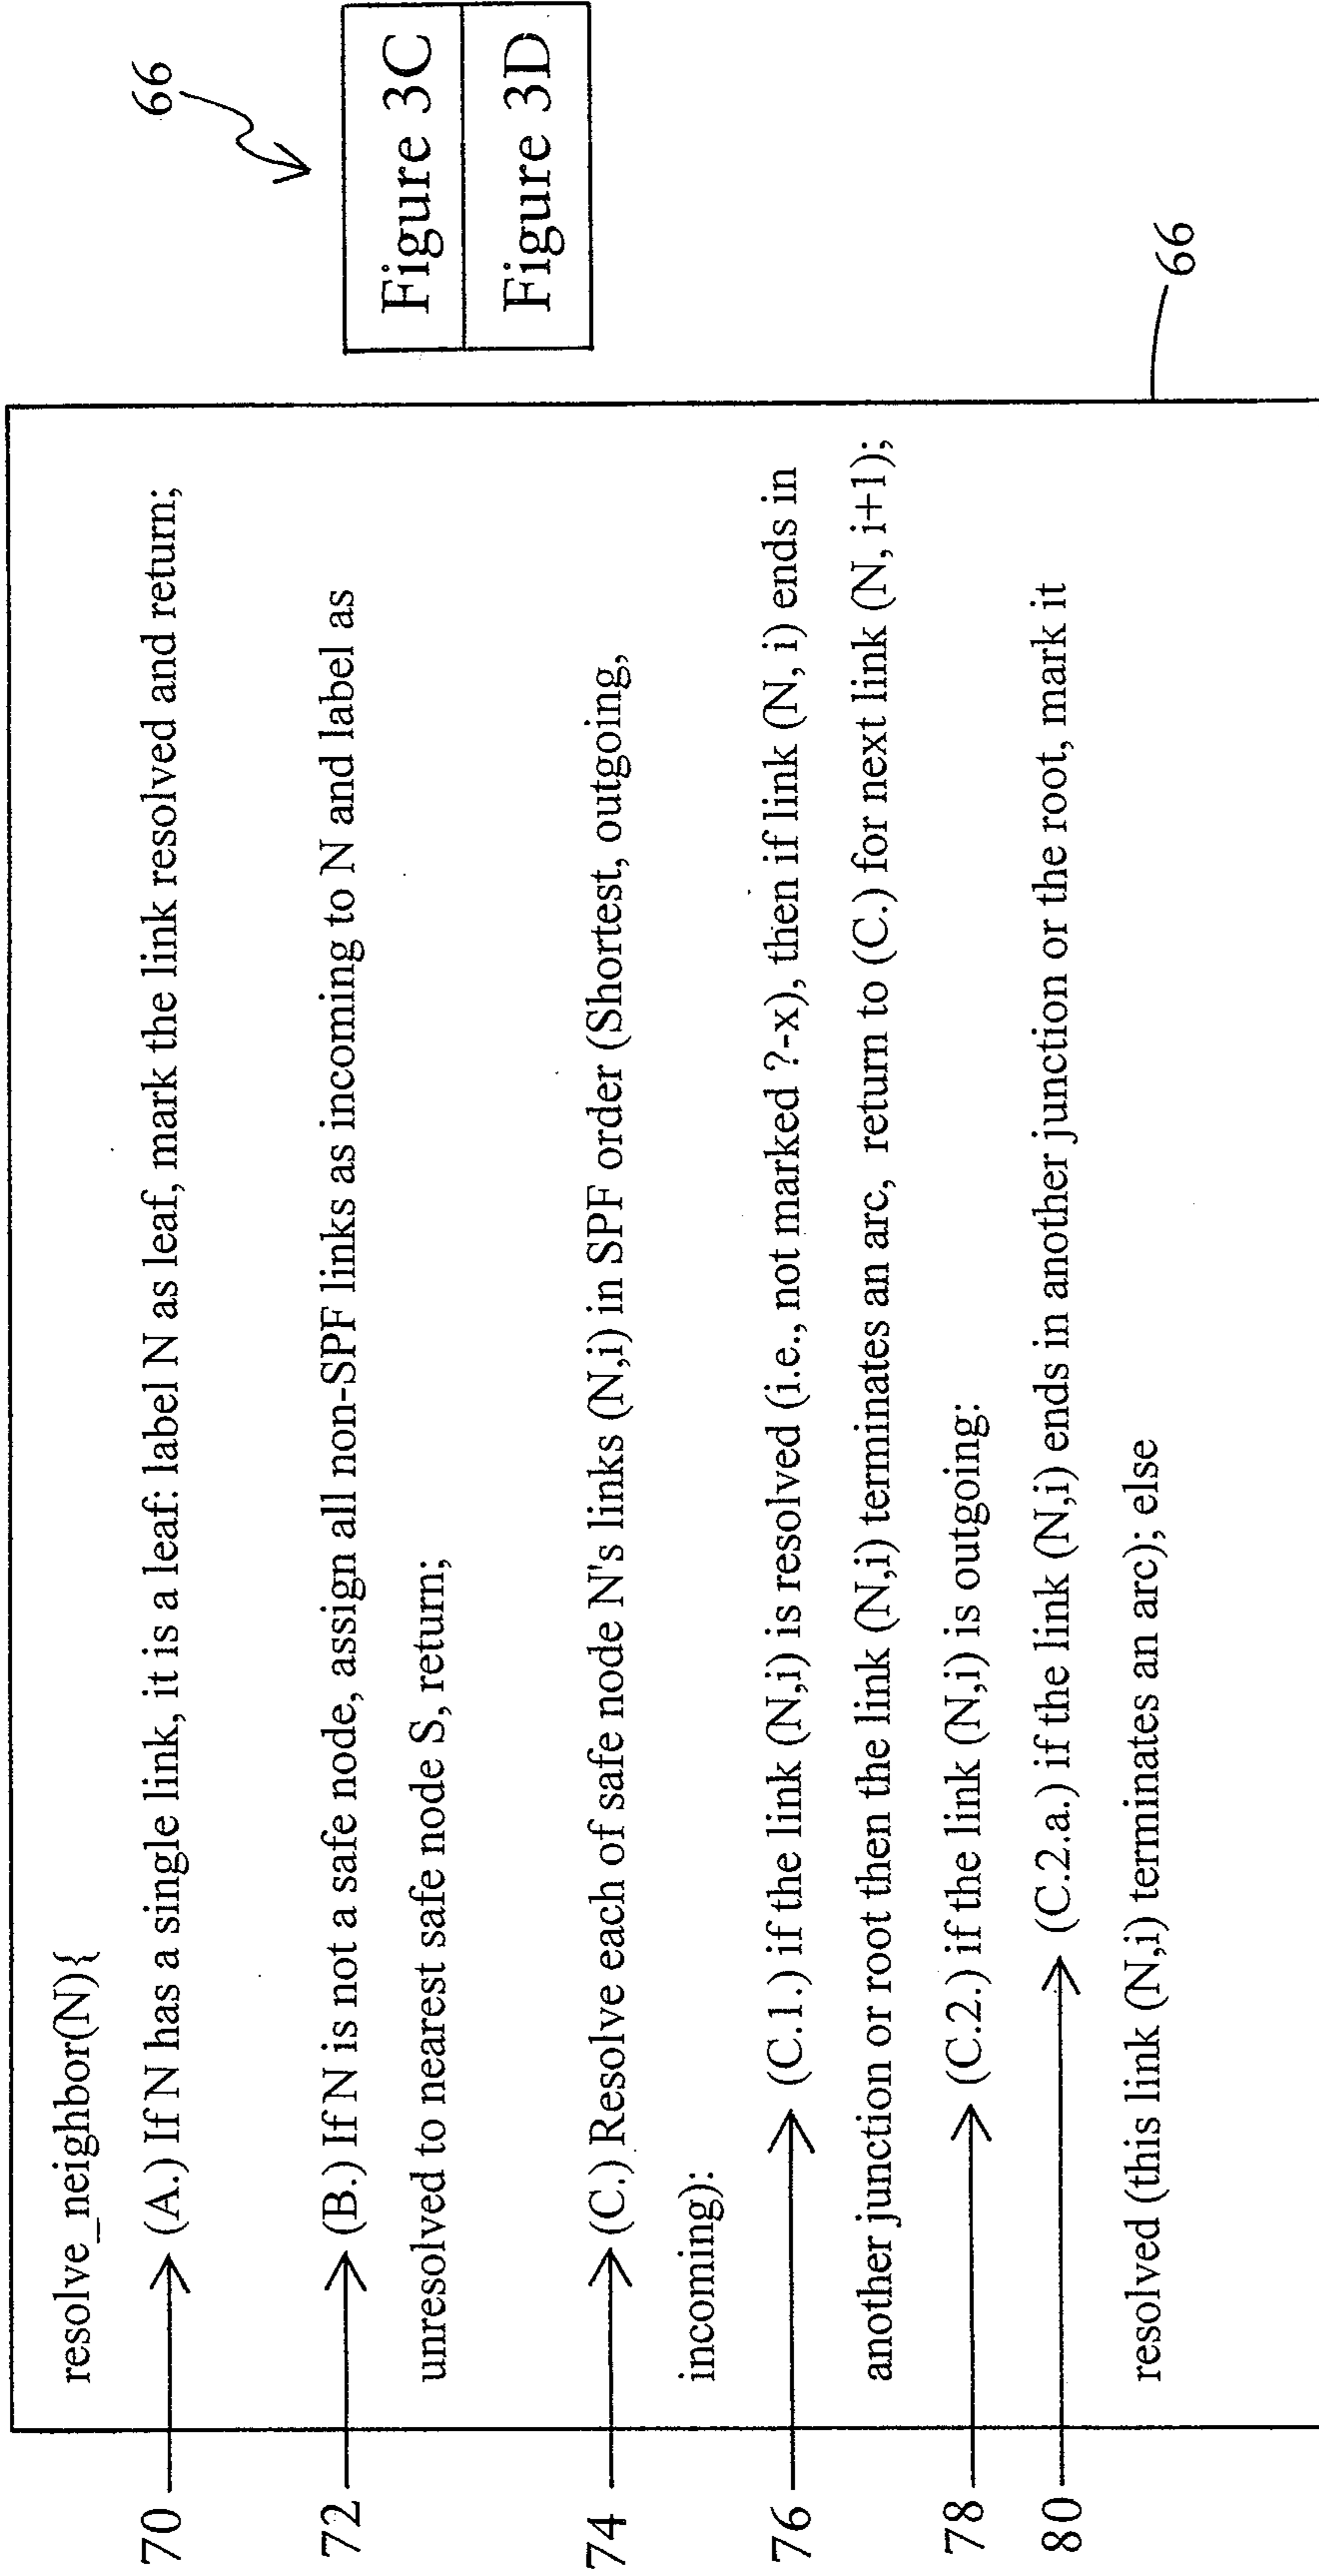 resolve_neighbor(N){
70 (A.) If N has a single link, it is a leaf: label N as leaf, mark the link resolved and return;
72 (B.) If N is not a safe node, assign all non-SPF links as incoming to N and label as
unresolved to nearest safe node S, return;
74 (C.) Resolve each of safe node N's links (N,i) in SPF order (Shortest, outgoing,
incoming):
76 (C.1.) if the link (N,i) is resolved (i.e., not marked ?-x), then if link (N, i) ends in
another junction or root then the link (N,i) terminates an arc, return to (C.) for next link (N, i+1);
78 (C.2.) if the link (N,i) is outgoing:
80 (C.2.a.) if the link (N,i) ends in another junction or the root, mark it
resolved (this link (N,i) terminates an arc); else
66
66
Figure 3C
Figure 3D